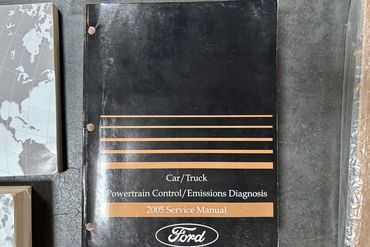 Car/Truck
Powertrain Control/Emissions Diagnosis
2005 Service Manual
Ford